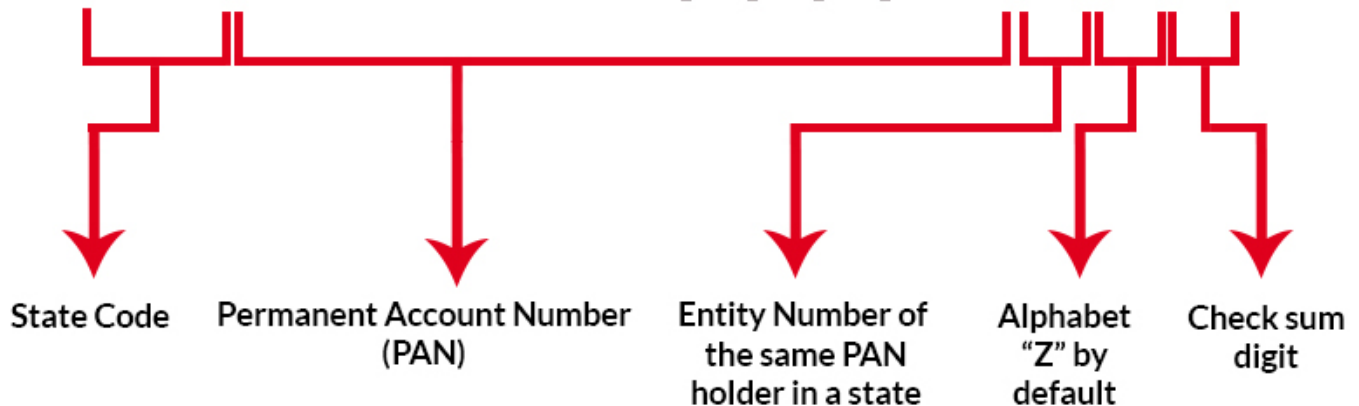 State Code
Permanent Account Number
(PAN)
Entity Number of
the same PAN
holder in a state
Alphabet
“Z” by
default
Check sum
digit